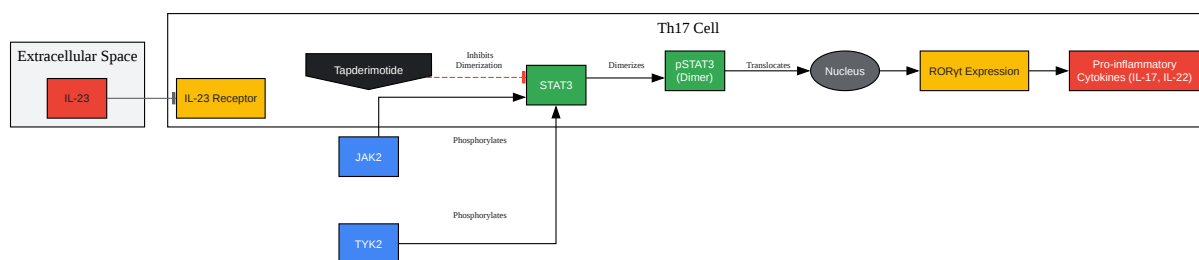 Th17 Cell
Extracellular Space
IL-23
IL-23 Receptor
Tapderimotide
Inhibits
Dimerization
STAT3
Dimerizes
pSTAT3
(Dimer)
Translocates
Nucleus
RORyt Expression
Pro-inflammatory
Cytokines (IL-17, IL-22)
JAK2
Phosphorylates
TYK2
Phosphorylates